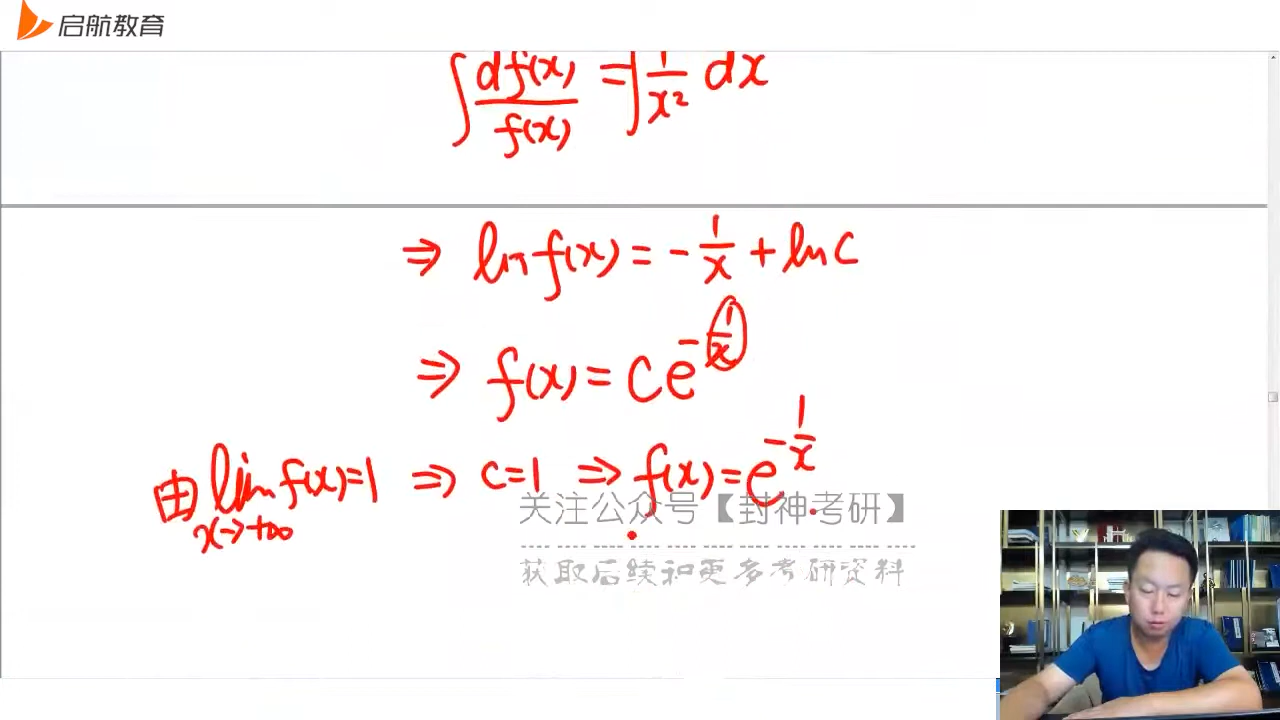 启航教育
∫ df(x)/f(x) = ∫ 1/x² dx
⇒ ln f(x) = - 1/x + ln C
⇒ f(x) = C e^(-1/x)
由 lim_(x→+∞) f(x)=1 ⇒ C=1 ⇒ f(x)= e^(-1/x)
关注公众号【封神考研】
获取后续和更多考研资料